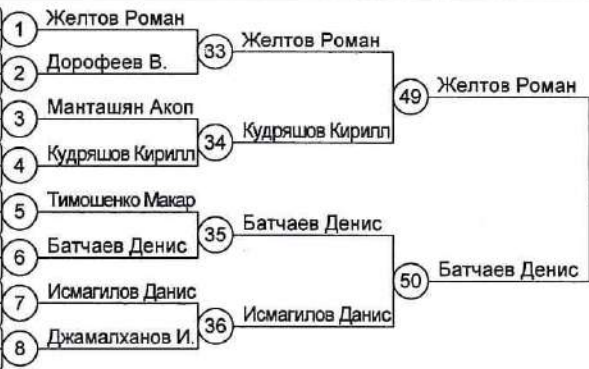 1 Желтов Роман
2 Дорофеев В.
3 Манташян Акоп
4 Кудряшов Кирилл
5 Тимошенко Макар
6 Батчаев Денис
7 Исмагилов Данис
8 Джамалханов И.
33 Желтов Роман
34 Кудряшов Кирилл
35 Батчаев Денис
36 Исмагилов Данис
49 Желтов Роман
50 Батчаев Денис